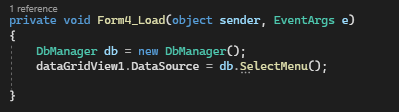 1 reference
private void Form4_Load(object sender, EventArgs e)
{
DbManager db = new DbManager();
dataGridView1.DataSource = db.SelectMenu();
}